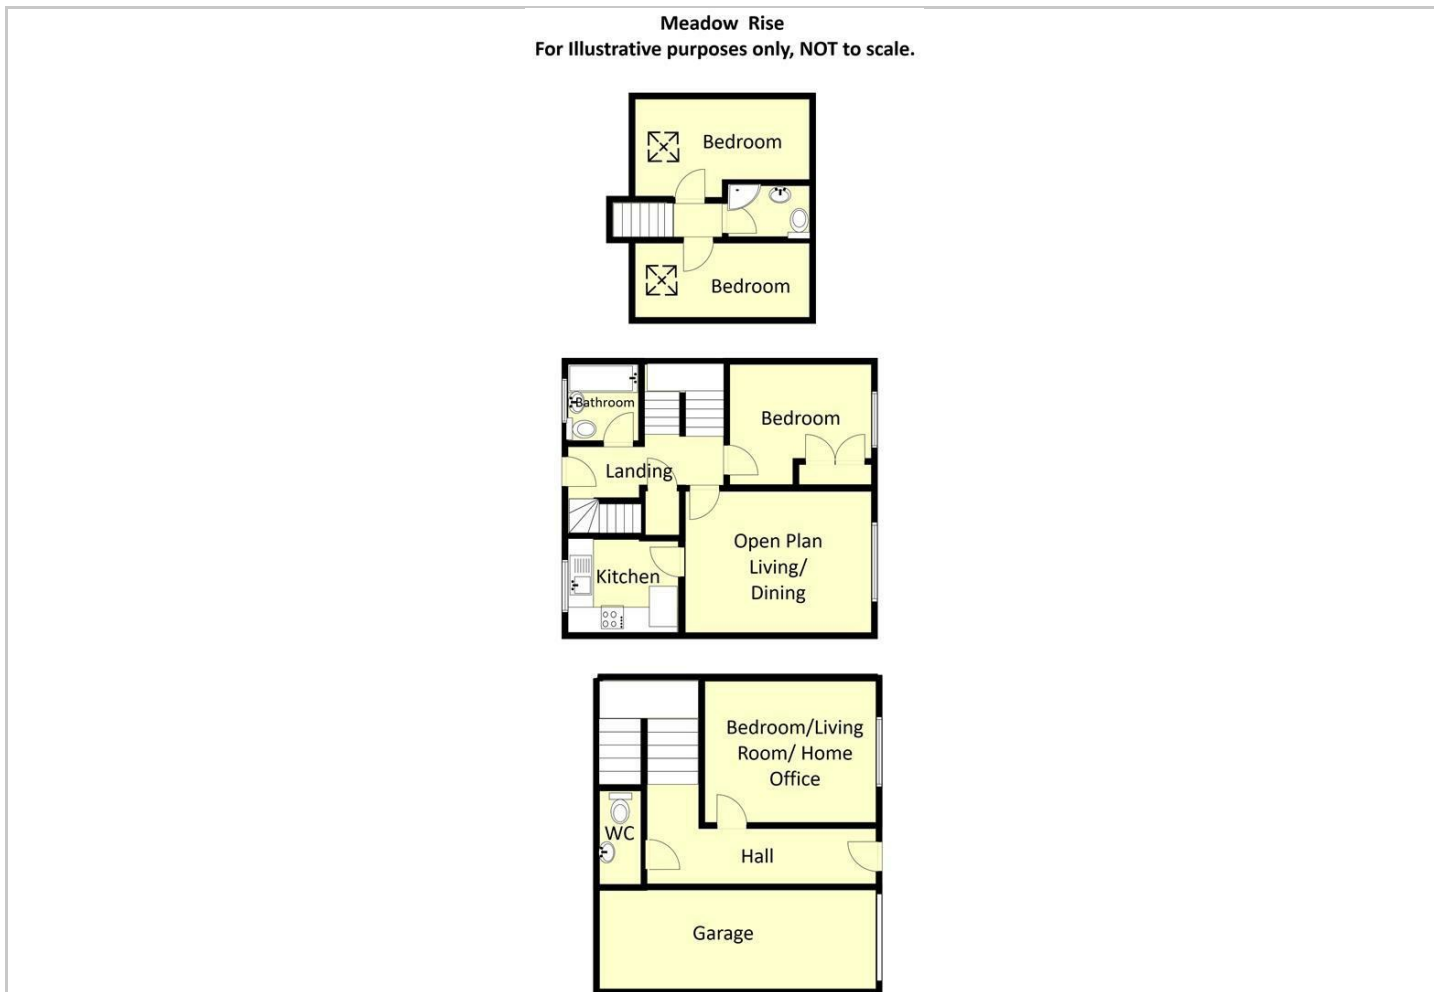 Meadow Rise
For Illustrative purposes only, NOT to scale.
Bedroom
Bedroom
Bathroom
Bedroom
Landing
Open Plan
Living/
Dining
Kitchen
Bedroom/Living
Room/ Home
Office
WC
Hall
Garage